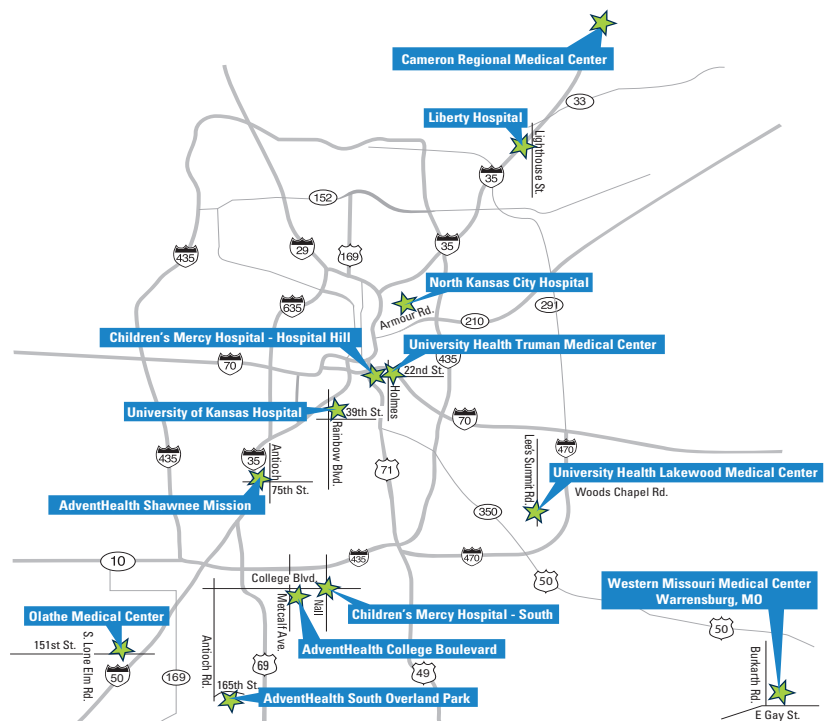 Cameron Regional Medical Center
33
Liberty Hospital
Lighthouse St.
35
152
435
29
169
35
North Kansas City Hospital
635
Armour Rd.
210
291
Children's Mercy Hospital - Hospital Hill
University Health Truman Medical Center
70
435
22nd St.
Holmes
University of Kansas Hospital
39th St.
Rainbow Blvd.
70
435
35
Antioch
71
Lee's Summit Rd.
470
University Health Lakewood Medical Center
75th St.
Woods Chapel Rd.
AdventHealth Shawnee Mission
350
10
435
470
College Blvd.
50
Western Missouri Medical Center
Warrensburg, MO
Metcalf Ave.
Nall
Children's Mercy Hospital - South
Olathe Medical Center
50
151st St.
S. Lone Elm Rd.
Antioch Rd.
AdventHealth College Boulevard
69
49
50
169
165th St.
Burkarth Rd.
AdventHealth South Overland Park
E Gay St.